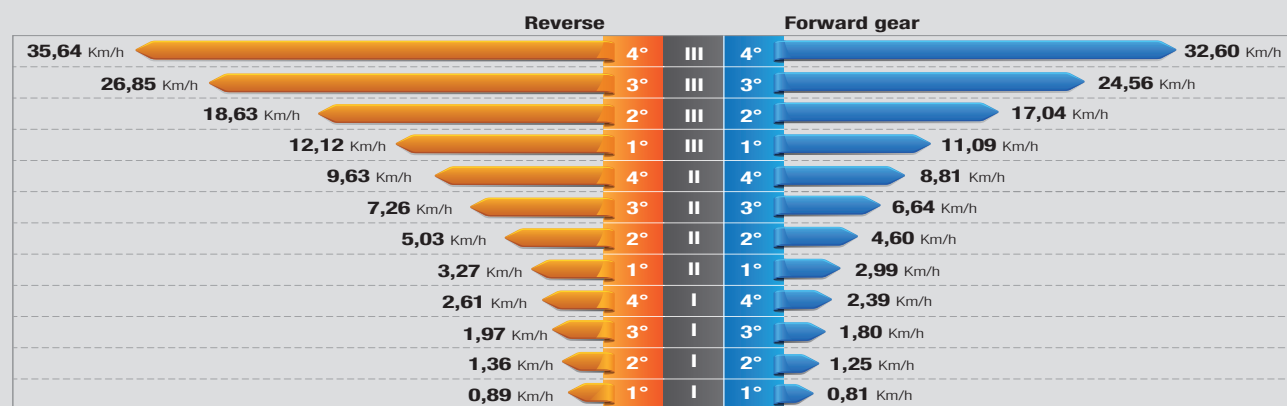 Reverse Forward gear
35,64 Km/h 4° III 4° 32,60 Km/h
26,85 Km/h 3° III 3° 24,56 Km/h
18,63 Km/h 2° III 2° 17,04 Km/h
12,12 Km/h 1° III 1° 11,09 Km/h
9,63 Km/h 4° II 4° 8,81 Km/h
7,26 Km/h 3° II 3° 6,64 Km/h
5,03 Km/h 2° II 2° 4,60 Km/h
3,27 Km/h 1° II 1° 2,99 Km/h
2,61 Km/h 4° I 4° 2,39 Km/h
1,97 Km/h 3° I 3° 1,80 Km/h
1,36 Km/h 2° I 2° 1,25 Km/h
0,89 Km/h 1° I 1° 0,81 Km/h